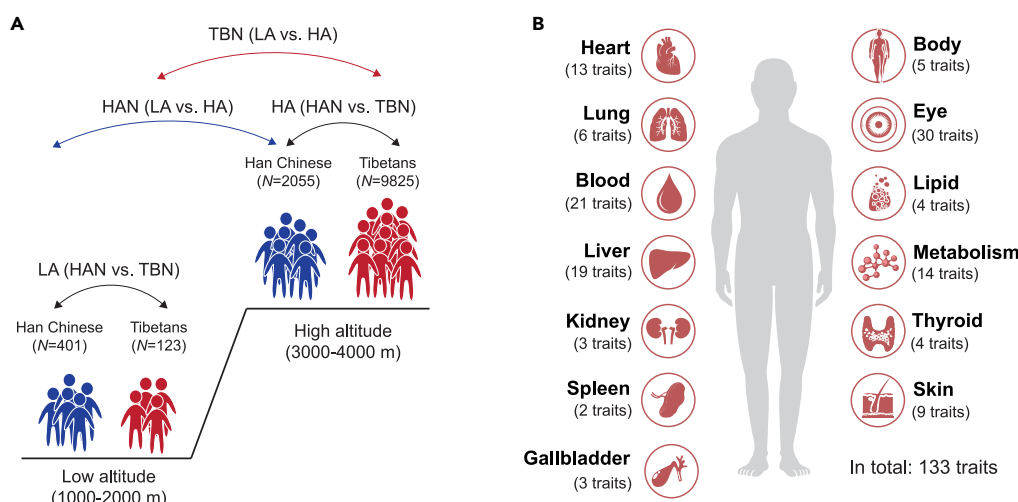 A
TBN (LA vs. HA)
HAN (LA vs. HA)
HA (HAN vs. TBN)
Han Chinese
(N=2055)
Tibetans
(N=9825)
LA (HAN vs. TBN)
Han Chinese
(N=401)
Tibetans
(N=123)
High altitude
(3000-4000 m)
Low altitude
(1000-2000 m)
B
Heart
(13 traits)
Lung
(6 traits)
Blood
(21 traits)
Liver
(19 traits)
Kidney
(3 traits)
Spleen
(2 traits)
Gallbladder
(3 traits)
Body
(5 traits)
Eye
(30 traits)
Lipid
(4 traits)
Metabolism
(14 traits)
Thyroid
(4 traits)
Skin
(9 traits)
In total: 133 traits